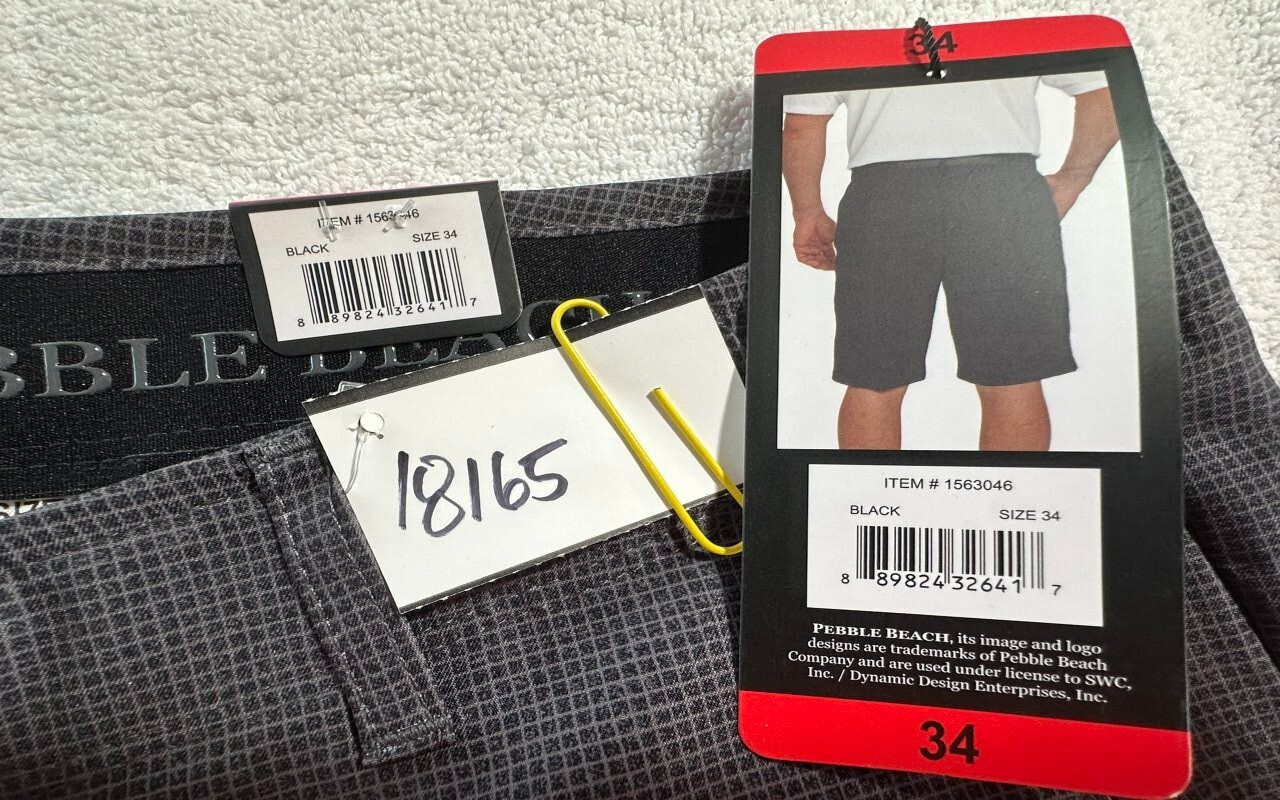 ITEM # 1563046
BLACK
SIZE 34
8 89824 32641 7
BBLE BEACH
18165
34
ITEM # 1563046
BLACK
SIZE 34
8 89824 32641 7
PEBBLE BEACH, its image and logo
designs are trademarks of Pebble Beach
Company and are used under license to SWC,
Inc. / Dynamic Design Enterprises, Inc.
34